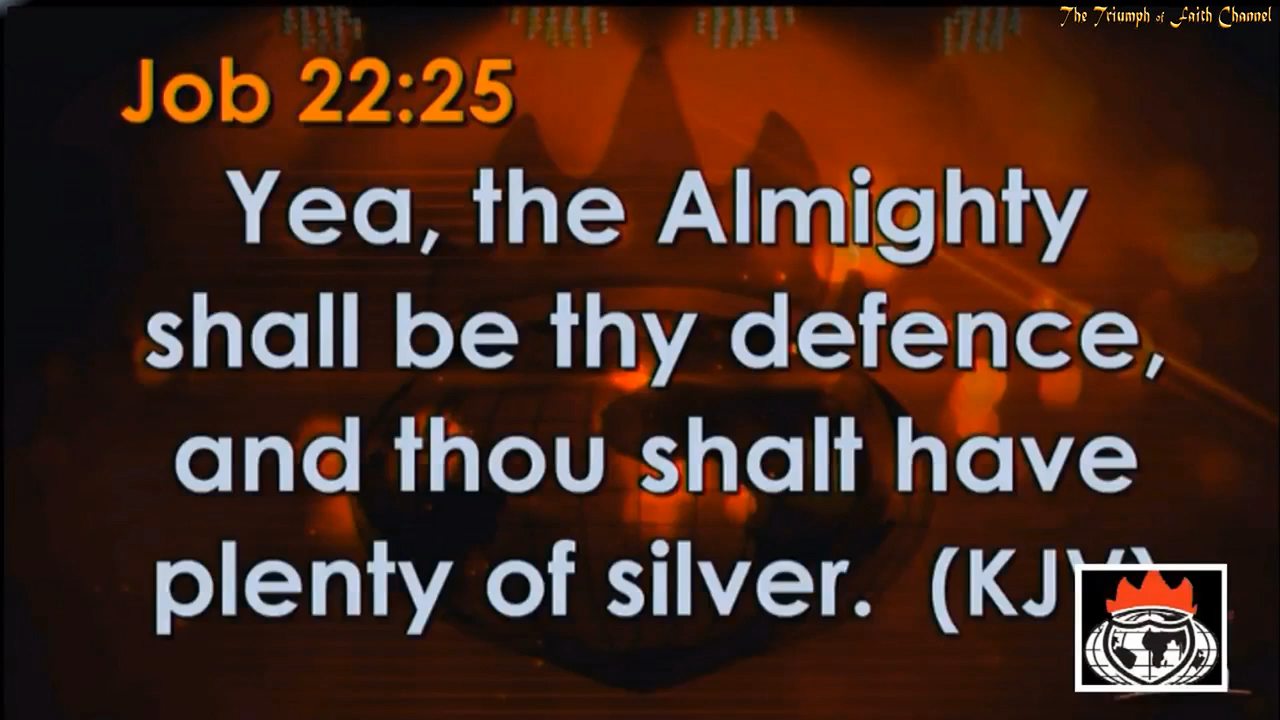 The Triumph of Faith Channel
Job 22:25
Yea, the Almighty
shall be thy defence,
and thou shalt have
plenty of silver. (KJV)